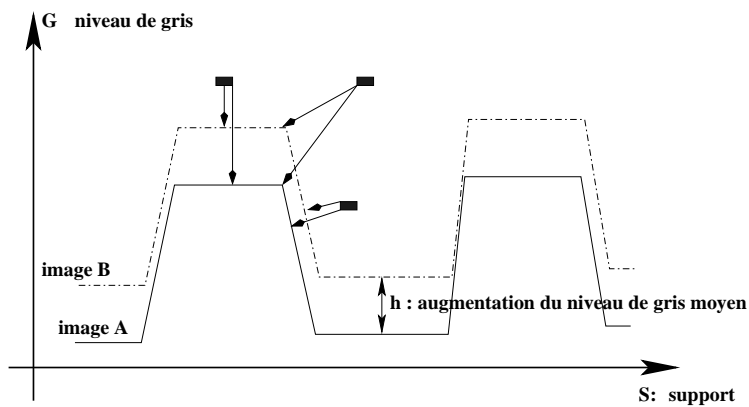 G niveau de gris
image B
h : augmentation du niveau de gris moyen
image A
S: support